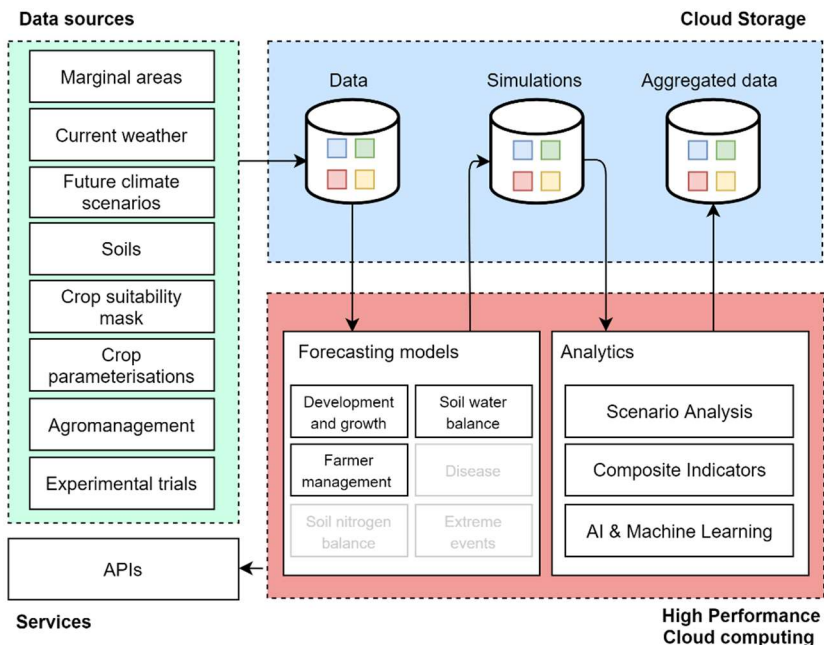 Data sources
Marginal areas
Current weather
Future climate
scenarios
Soils
Crop suitability
mask
Crop
parameterisations
Agromanagement
Experimental trials
APIs
Services
Cloud Storage
Data
Simulations
Aggregated data
Forecasting models
Development
and growth
Soil water
balance
Farmer
management
Disease
Soil nitrogen
balance
Extreme
events
Analytics
Scenario Analysis
Composite Indicators
AI & Machine Learning
High Performance
Cloud computing